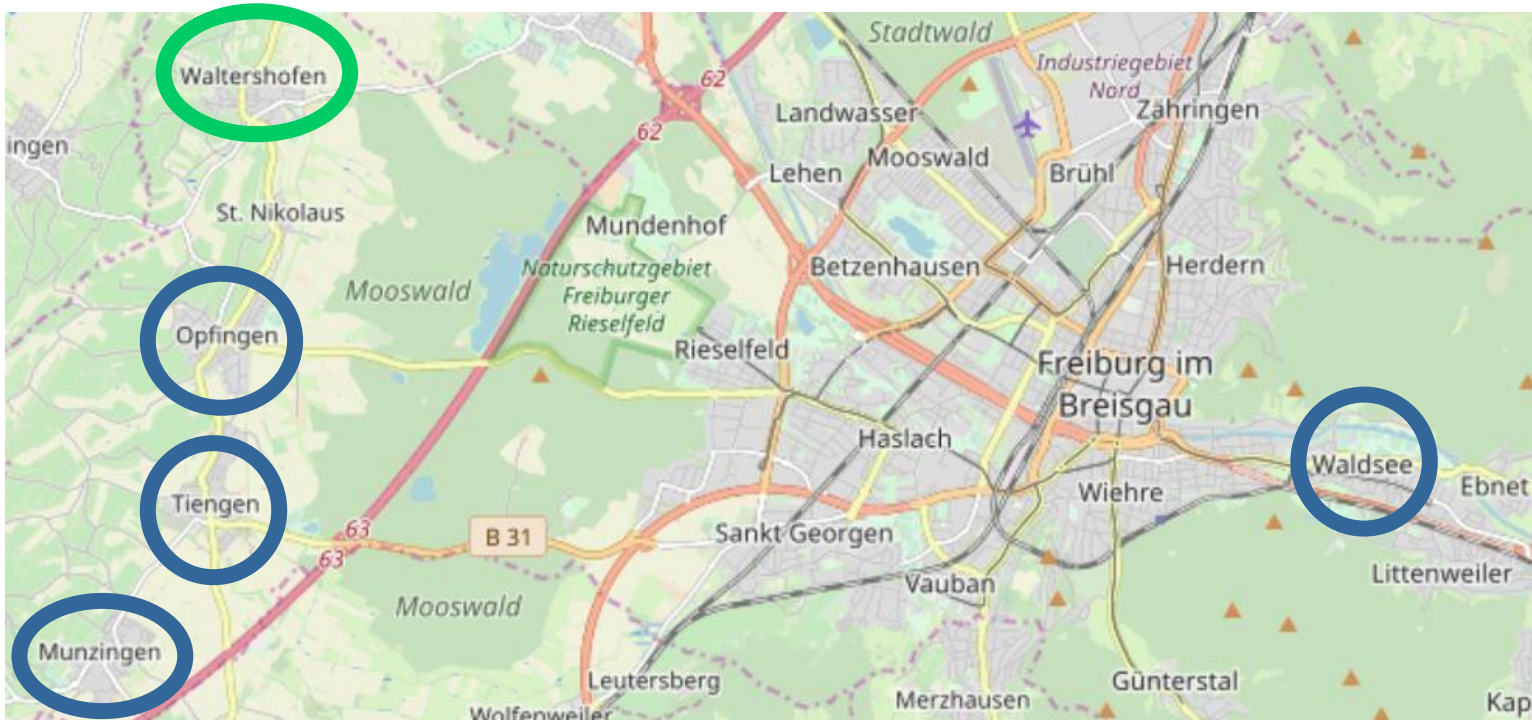 Stadtwald
Waltershofen
62
Industriegebiet
Nord
Landwasser
Zähringen
62
ingen
Mooswald
Lehen
Brühl
St. Nikolaus
Mundenhof
Naturschutzgebiet
Freiburger
Rieselfeld
Betzenhausen
Herdern
Mooswald
Opfingen
Rieselfeld
Freiburg im
Breisgau
Haslach
Waldsee
Ebnet
Wiehre
Tiengen
63
B 31
Sankt Georgen
63
Littenweiler
Vauban
Mooswald
Munzingen
Leutersberg
Günterstal
Merzhausen
Kap
Wolfenweiler